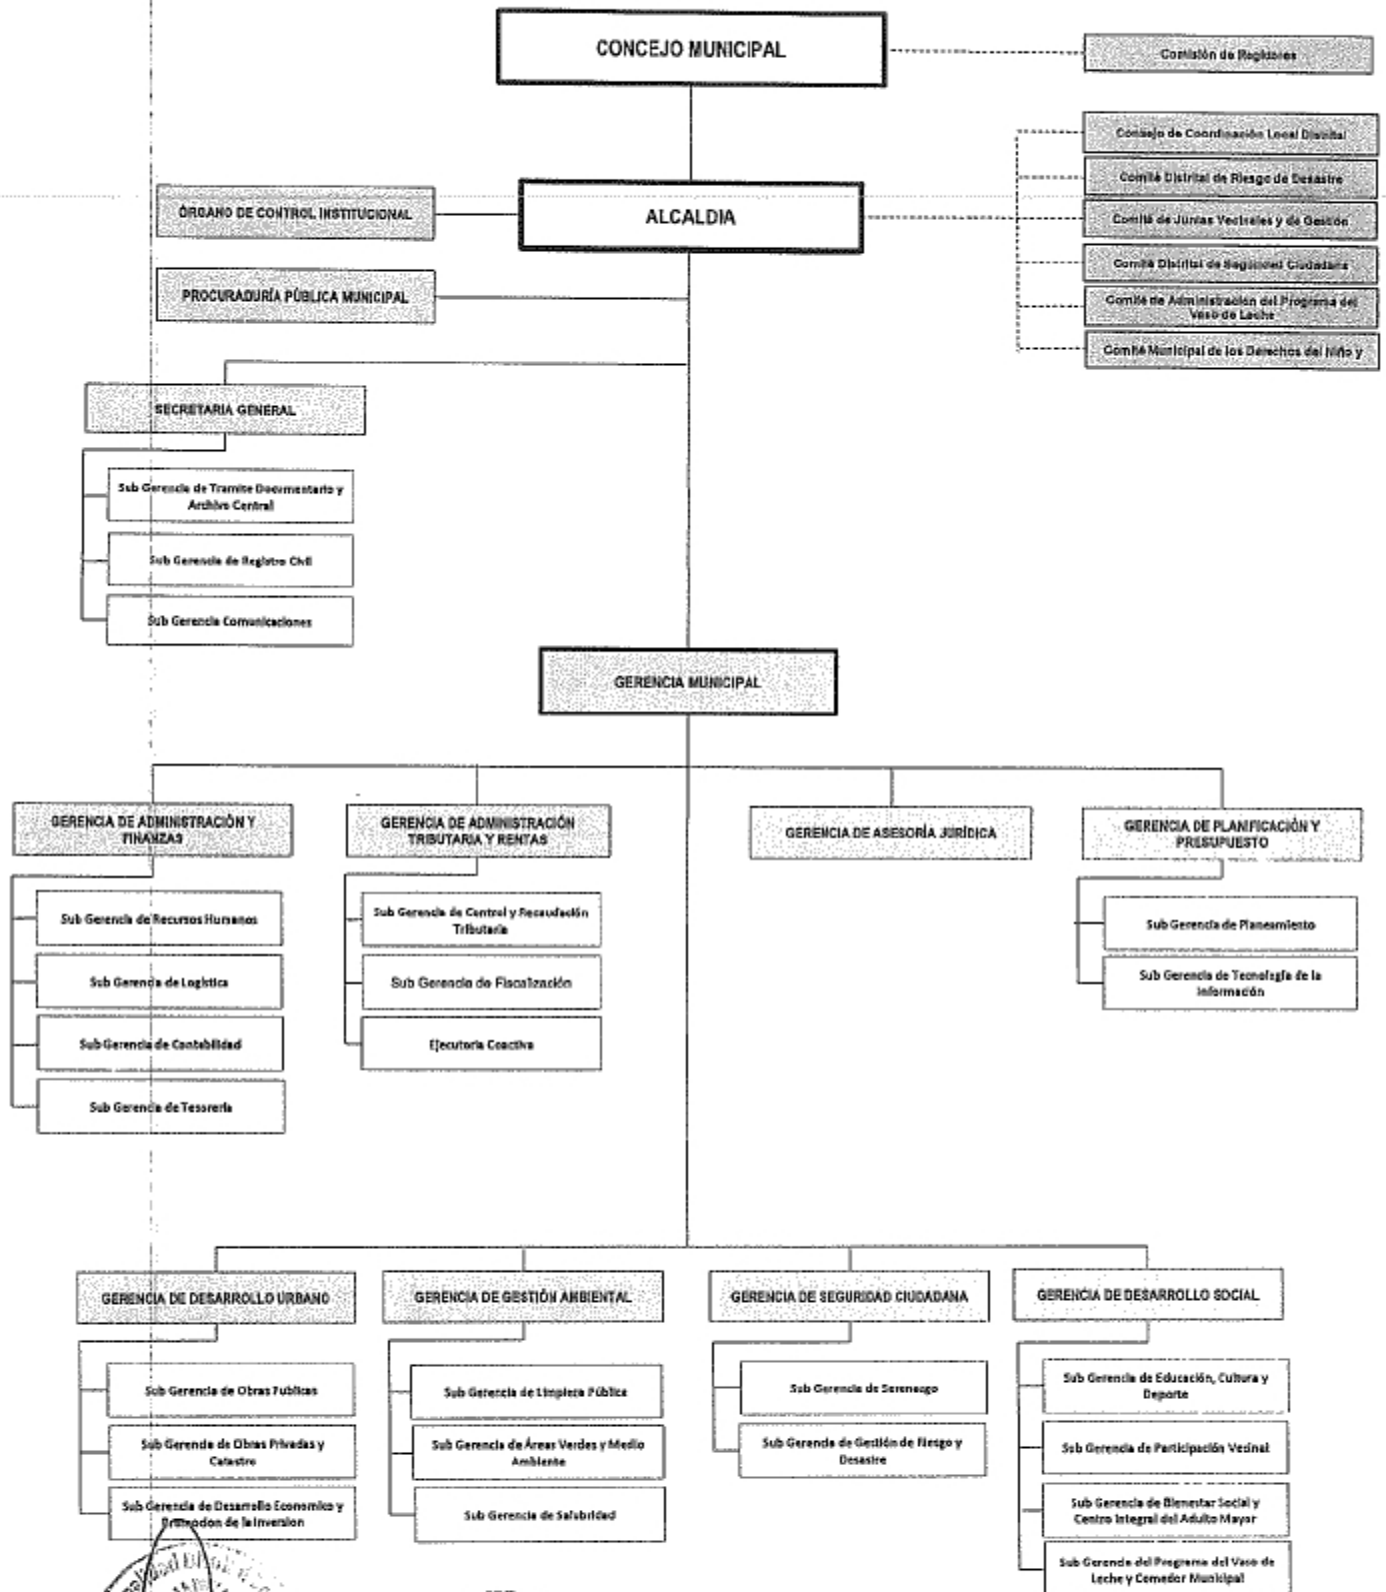 CONCEJO MUNICIPAL
Comisión de Regidores
Consejo de Coordinación Local Distrital
Comité Distrital de Riesgo de Desastre
ÓRGANO DE CONTROL INSTITUCIONAL
ALCALDIA
Comité de Juntas Vecinales y de Gestión
Comité Distrital de Seguridad Ciudadana
PROCURADURÍA PÚBLICA MUNICIPAL
Comité de Administración del Programa del
Vaso de Leche
Comité Municipal de los Derechos del Niño y
SECRETARIA GENERAL
Sub Gerencia de Tramite Documentario y
Archivo Central
Sub Gerencia de Registro Civil
Sub Gerencia Comunicaciones
GERENCIA MUNICIPAL
GERENCIA DE ADMINISTRACIÓN Y
FINANZAS
Sub Gerencia de Recursos Humanos
Sub Gerencia de Logística
Sub Gerencia de Contabilidad
Sub Gerencia de Tesorería
GERENCIA DE ADMINISTRACIÓN
TRIBUTARIA Y RENTAS
Sub Gerencia de Control y Recaudación
Tributaria
Sub Gerencia de Fiscalización
Ejecutoria Coactiva
GERENCIA DE ASESORÍA JURÍDICA
GERENCIA DE PLANIFICACIÓN Y
PRESUPUESTO
Sub Gerencia de Planeamiento
Sub Gerencia de Tecnología de la
Información
GERENCIA DE DESARROLLO URBANO
Sub Gerencia de Obras Publicas
Sub Gerencia de Obras Privadas y
Catastro
Sub Gerencia de Desarrollo Economico y
Promocion de la Inversion
GERENCIA DE GESTIÓN AMBIENTAL
Sub Gerencia de Limpieza Pública
Sub Gerencia de Áreas Verdes y Medio
Ambiente
Sub Gerencia de Salubridad
GERENCIA DE SEGURIDAD CIUDADANA
Sub Gerencia de Serenazgo
Sub Gerencia de Gestión de Riesgo y
Desastre
GERENCIA DE DESARROLLO SOCIAL
Sub Gerencia de Educación, Cultura y
Deporte
Sub Gerencia de Participación Vecinal
Sub Gerencia de Bienestar Social y
Centro Integral del Adulto Mayor
Sub Gerencia del Programa del Vaso de
Leche y Comedor Municipal